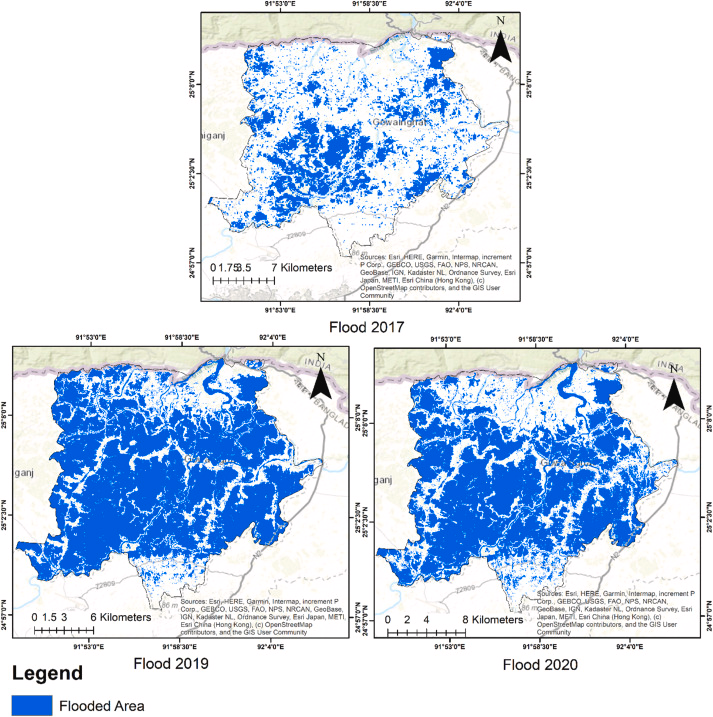 91°53'0"E 91°58'30"E 92°4'0"E
N
INDIA
25°8'0"N
25°8'0"N
Gowainghat
niganj
25°2'30"N
25°2'30"N
N2
22809
86 m
24°57'0"N
24°57'0"N
Sources: Esri, HERE, Garmin, Intermap, increment
P Corp., GEBCO, USGS, FAO, NPS, NRCAN,
GeoBase, IGN, Kadaster NL, Ordnance Survey, Esri
Japan, METI, Esri China (Hong Kong), (c)
OpenStreetMap contributors, and the GIS User
Community
0 1.75 3.5 7 Kilometers
91°53'0"E 91°58'30"E 92°4'0"E
Flood 2017
91°53'0"E 91°58'30"E 92°4'0"E
N
INDIA
25°8'0"N
25°8'0"N
ganj
25°2'30"N
25°2'30"N
N2
22809
86 m
24°57'0"N
24°57'0"N
Sources: Esri, HERE, Garmin, Intermap, increment P
Corp., GEBCO, USGS, FAO, NPS, NRCAN, GeoBase,
IGN, Kadaster NL, Ordnance Survey, Esri Japan, METI,
Esri China (Hong Kong), (c) OpenStreetMap
contributors, and the GIS User Community
0 1.5 3 6 Kilometers
91°53'0"E 91°58'30"E 92°4'0"E
Flood 2019
91°53'0"E 91°58'30"E 92°4'0"E
N
INDIA
25°8'0"N
25°8'0"N
ganj
25°2'30"N
25°2'30"N
N2
22809
86 m
24°57'0"N
24°57'0"N
Sources: Esri, HERE, Garmin, Intermap, increment P
Corp., GEBCO, USGS, FAO, NPS, NRCAN,
GeoBase, IGN, Kadaster NL, Ordnance Survey, Esri
Japan, METI, Esri China (Hong Kong), (c)
OpenStreetMap contributors, and the GIS User
Community
0 2 4 8 Kilometers
91°53'0"E 91°58'30"E 92°4'0"E
Flood 2020
Legend
Flooded Area